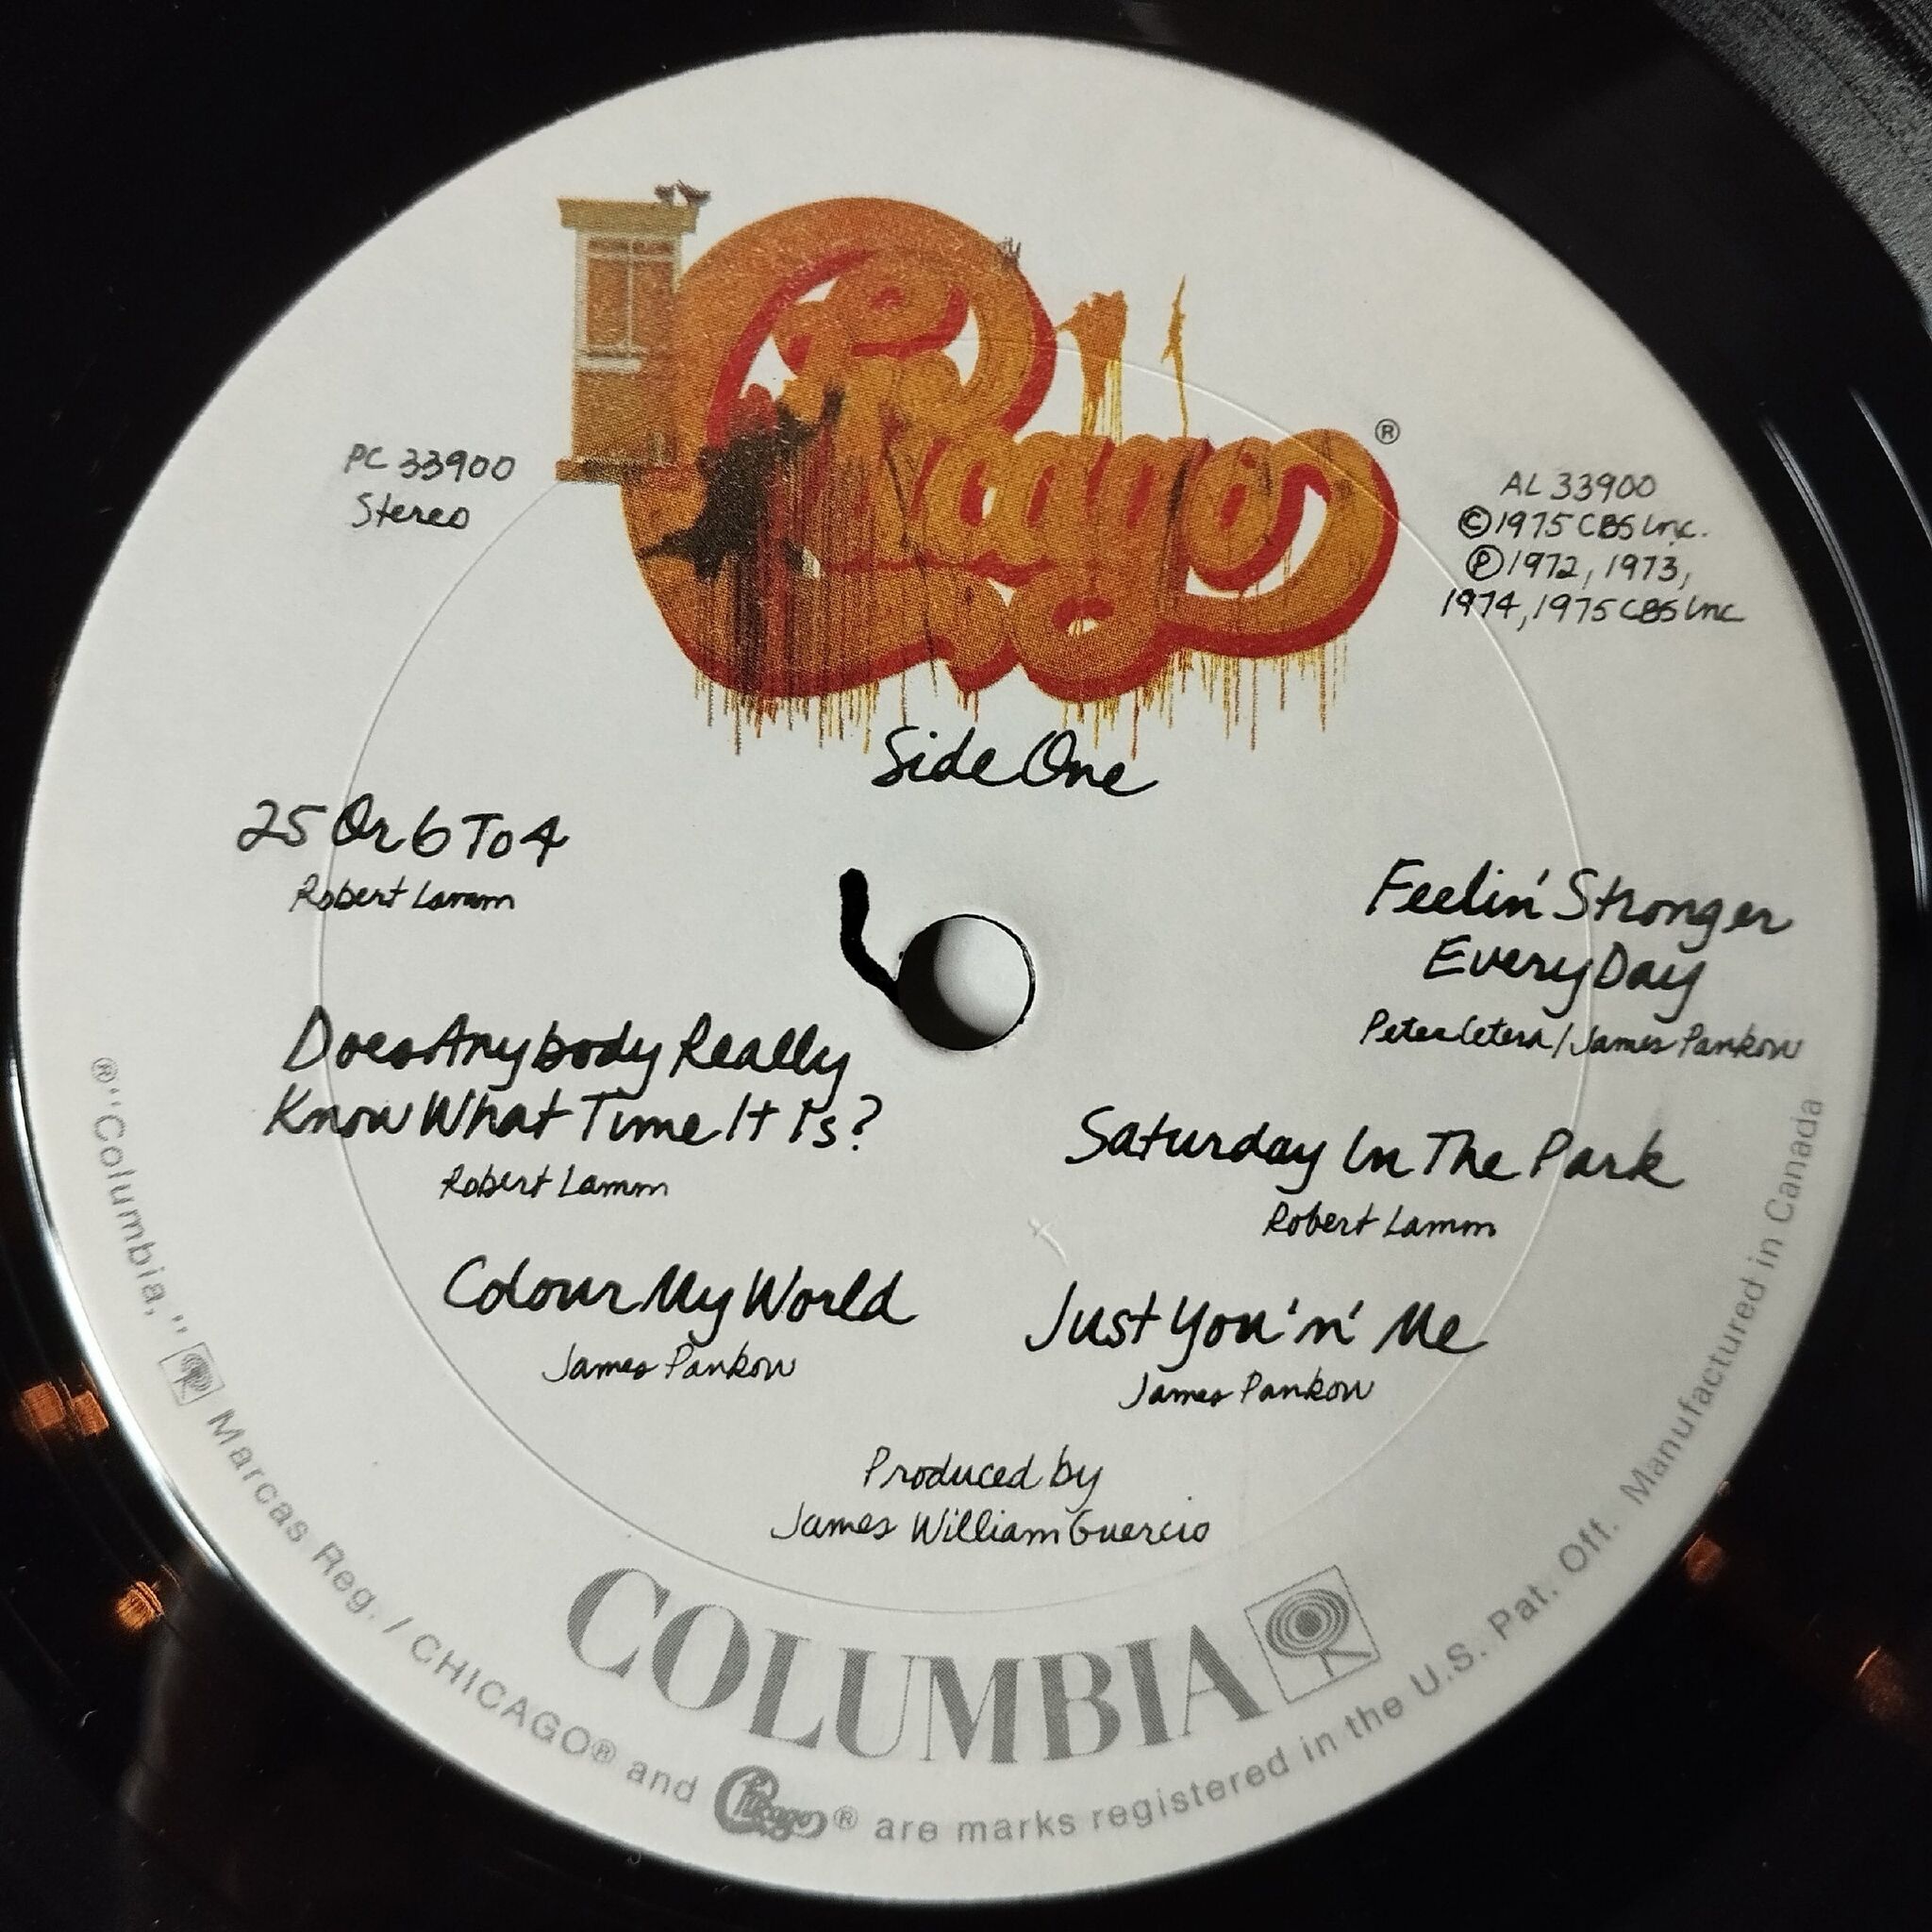 Chicago ®
PC 33900
Stereo
AL 33900
©1975 CBS Inc.
℗1972, 1973,
1974, 1975 CBS Inc
Side One
25 Or 6 To 4
Robert Lamm
Does Anybody Really
Know What Time It Is?
Robert Lamm
Colour My World
James Pankow
Feelin' Stronger
Every Day
Peter Cetera / James Pankow
Saturday In The Park
Robert Lamm
Just You 'n' Me
James Pankow
Produced by
James William Guercio
COLUMBIA
® "Columbia," Marcas Reg. / CHICAGO® and Chicago® are marks registered in the U.S. Pat. Off. Manufactured in Canada